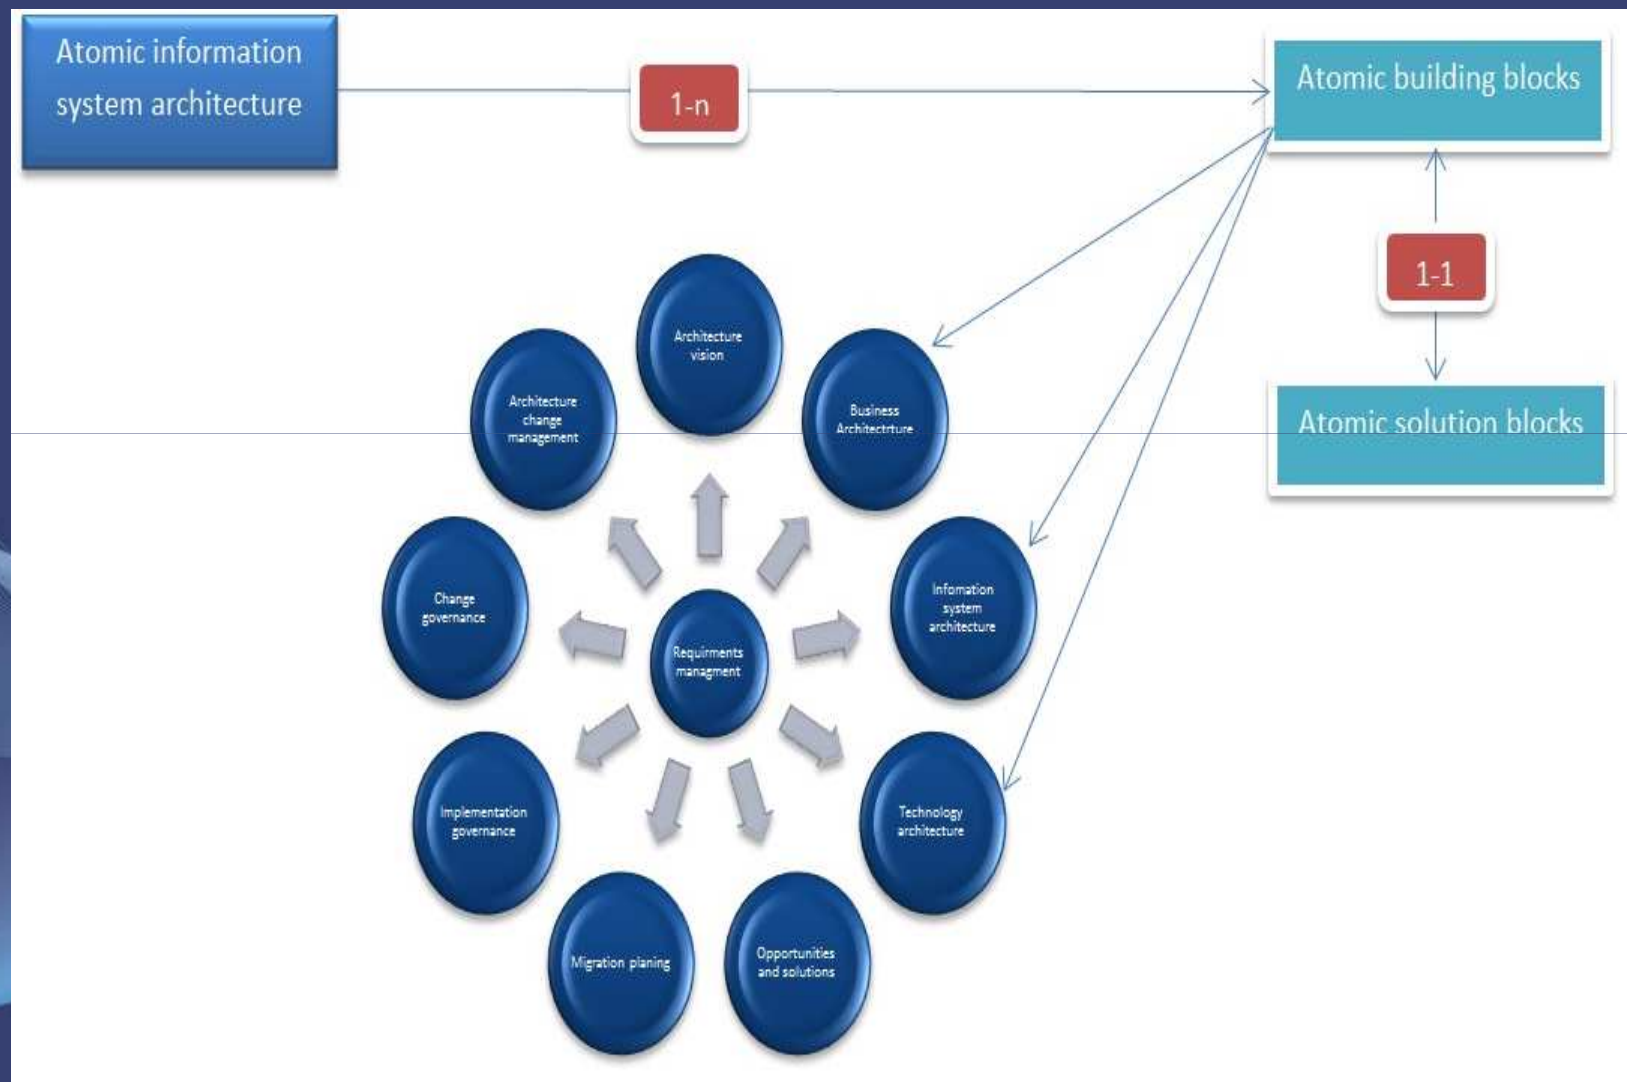 Atomic information
system architecture
1-n
Atomic building blocks
1-1
Atomic solution blocks
Architecture
vision
Business
Architectrture
Infomation
system
architecture
Technology
architecture
Opportunities
and solutions
Migration planing
Implementation
governance
Change
governance
Architecture
change
management
Requirments
managment